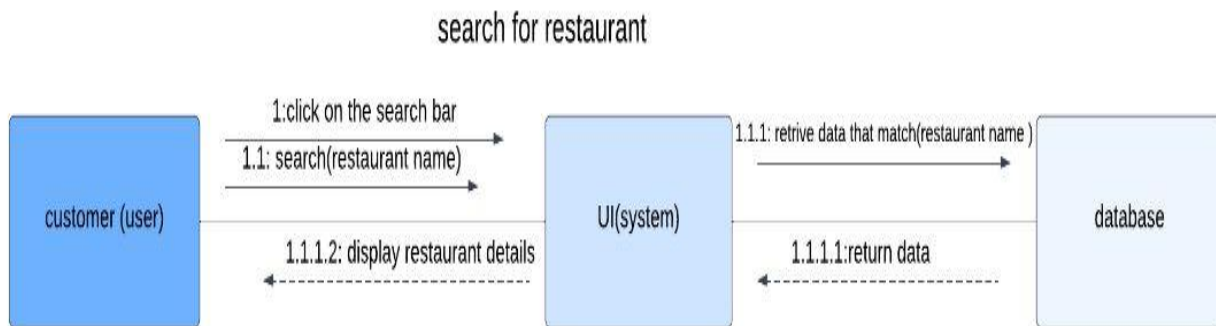 search for restaurant
1:click on the search bar
1.1: search(restaurant name)
1.1.1: retrive data that match(restaurant name )
customer (user)
UI(system)
database
1.1.1.2: display restaurant details
1.1.1.1:return data